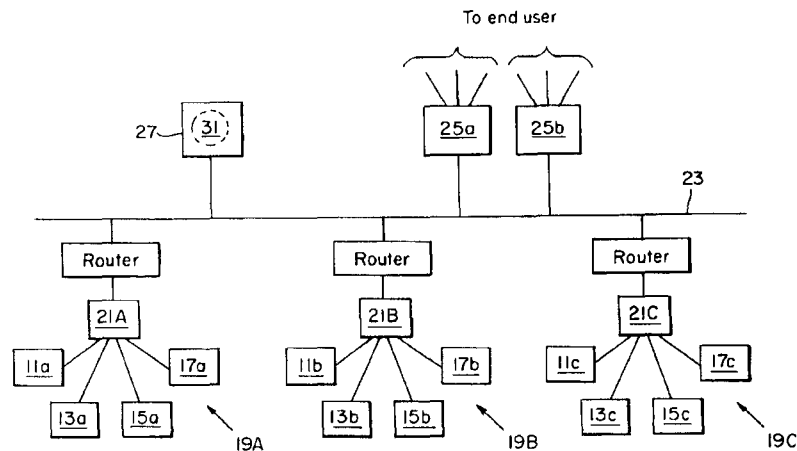 To end user
27 31 25a 25b
23
Router Router Router
21A 21B 21C
11a 17a 11b 17b 11c 17c
13a 15a 13b 15b 13c 15c
19A 19B 19C